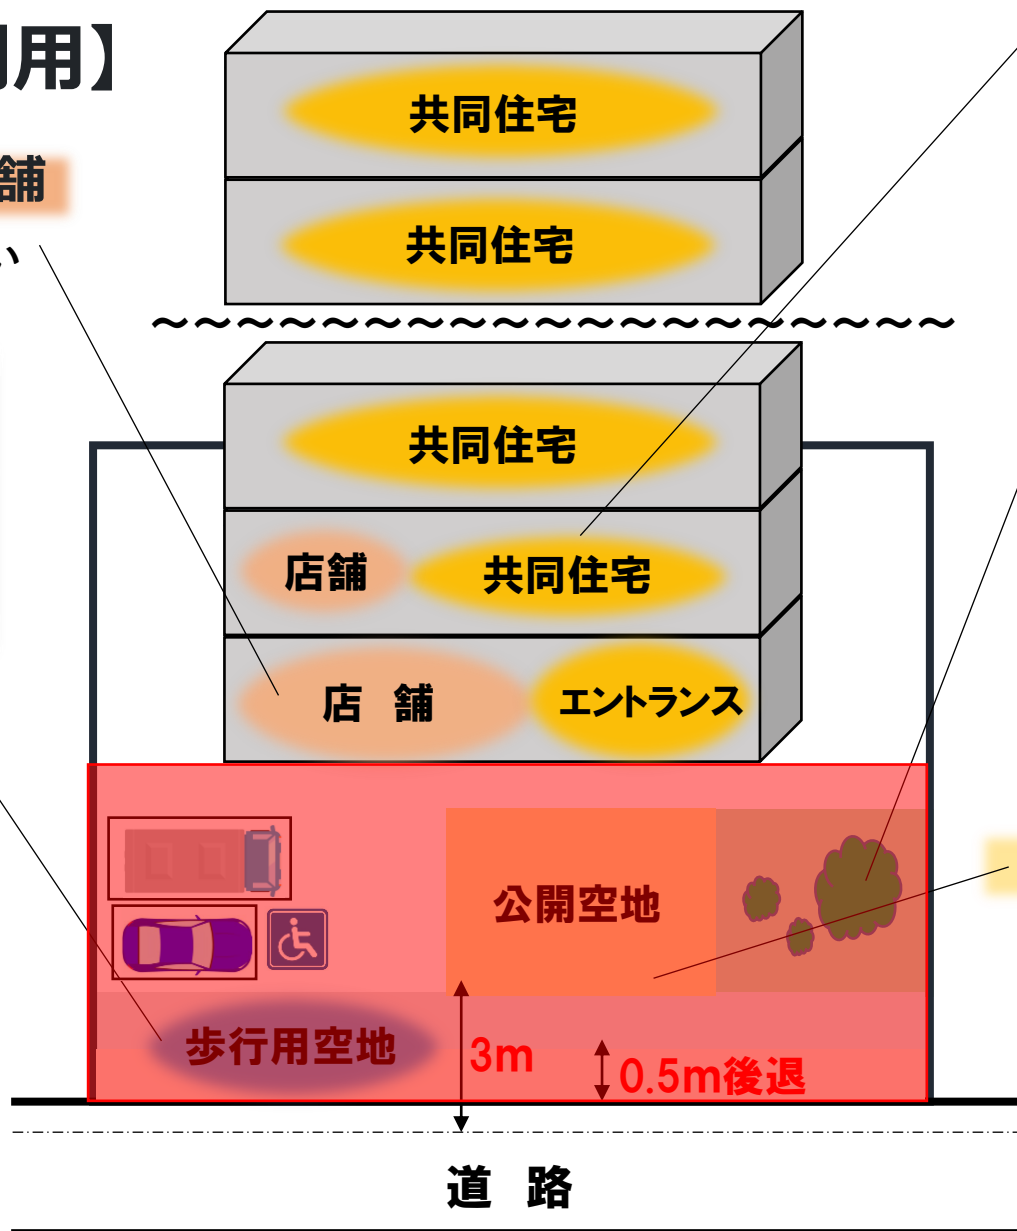 用】
舗
い
共同住宅
共同住宅
共同住宅
店舗
共同住宅
店　舗
エントランス
公開空地
歩行用空地
3m
0.5m後退
道　路